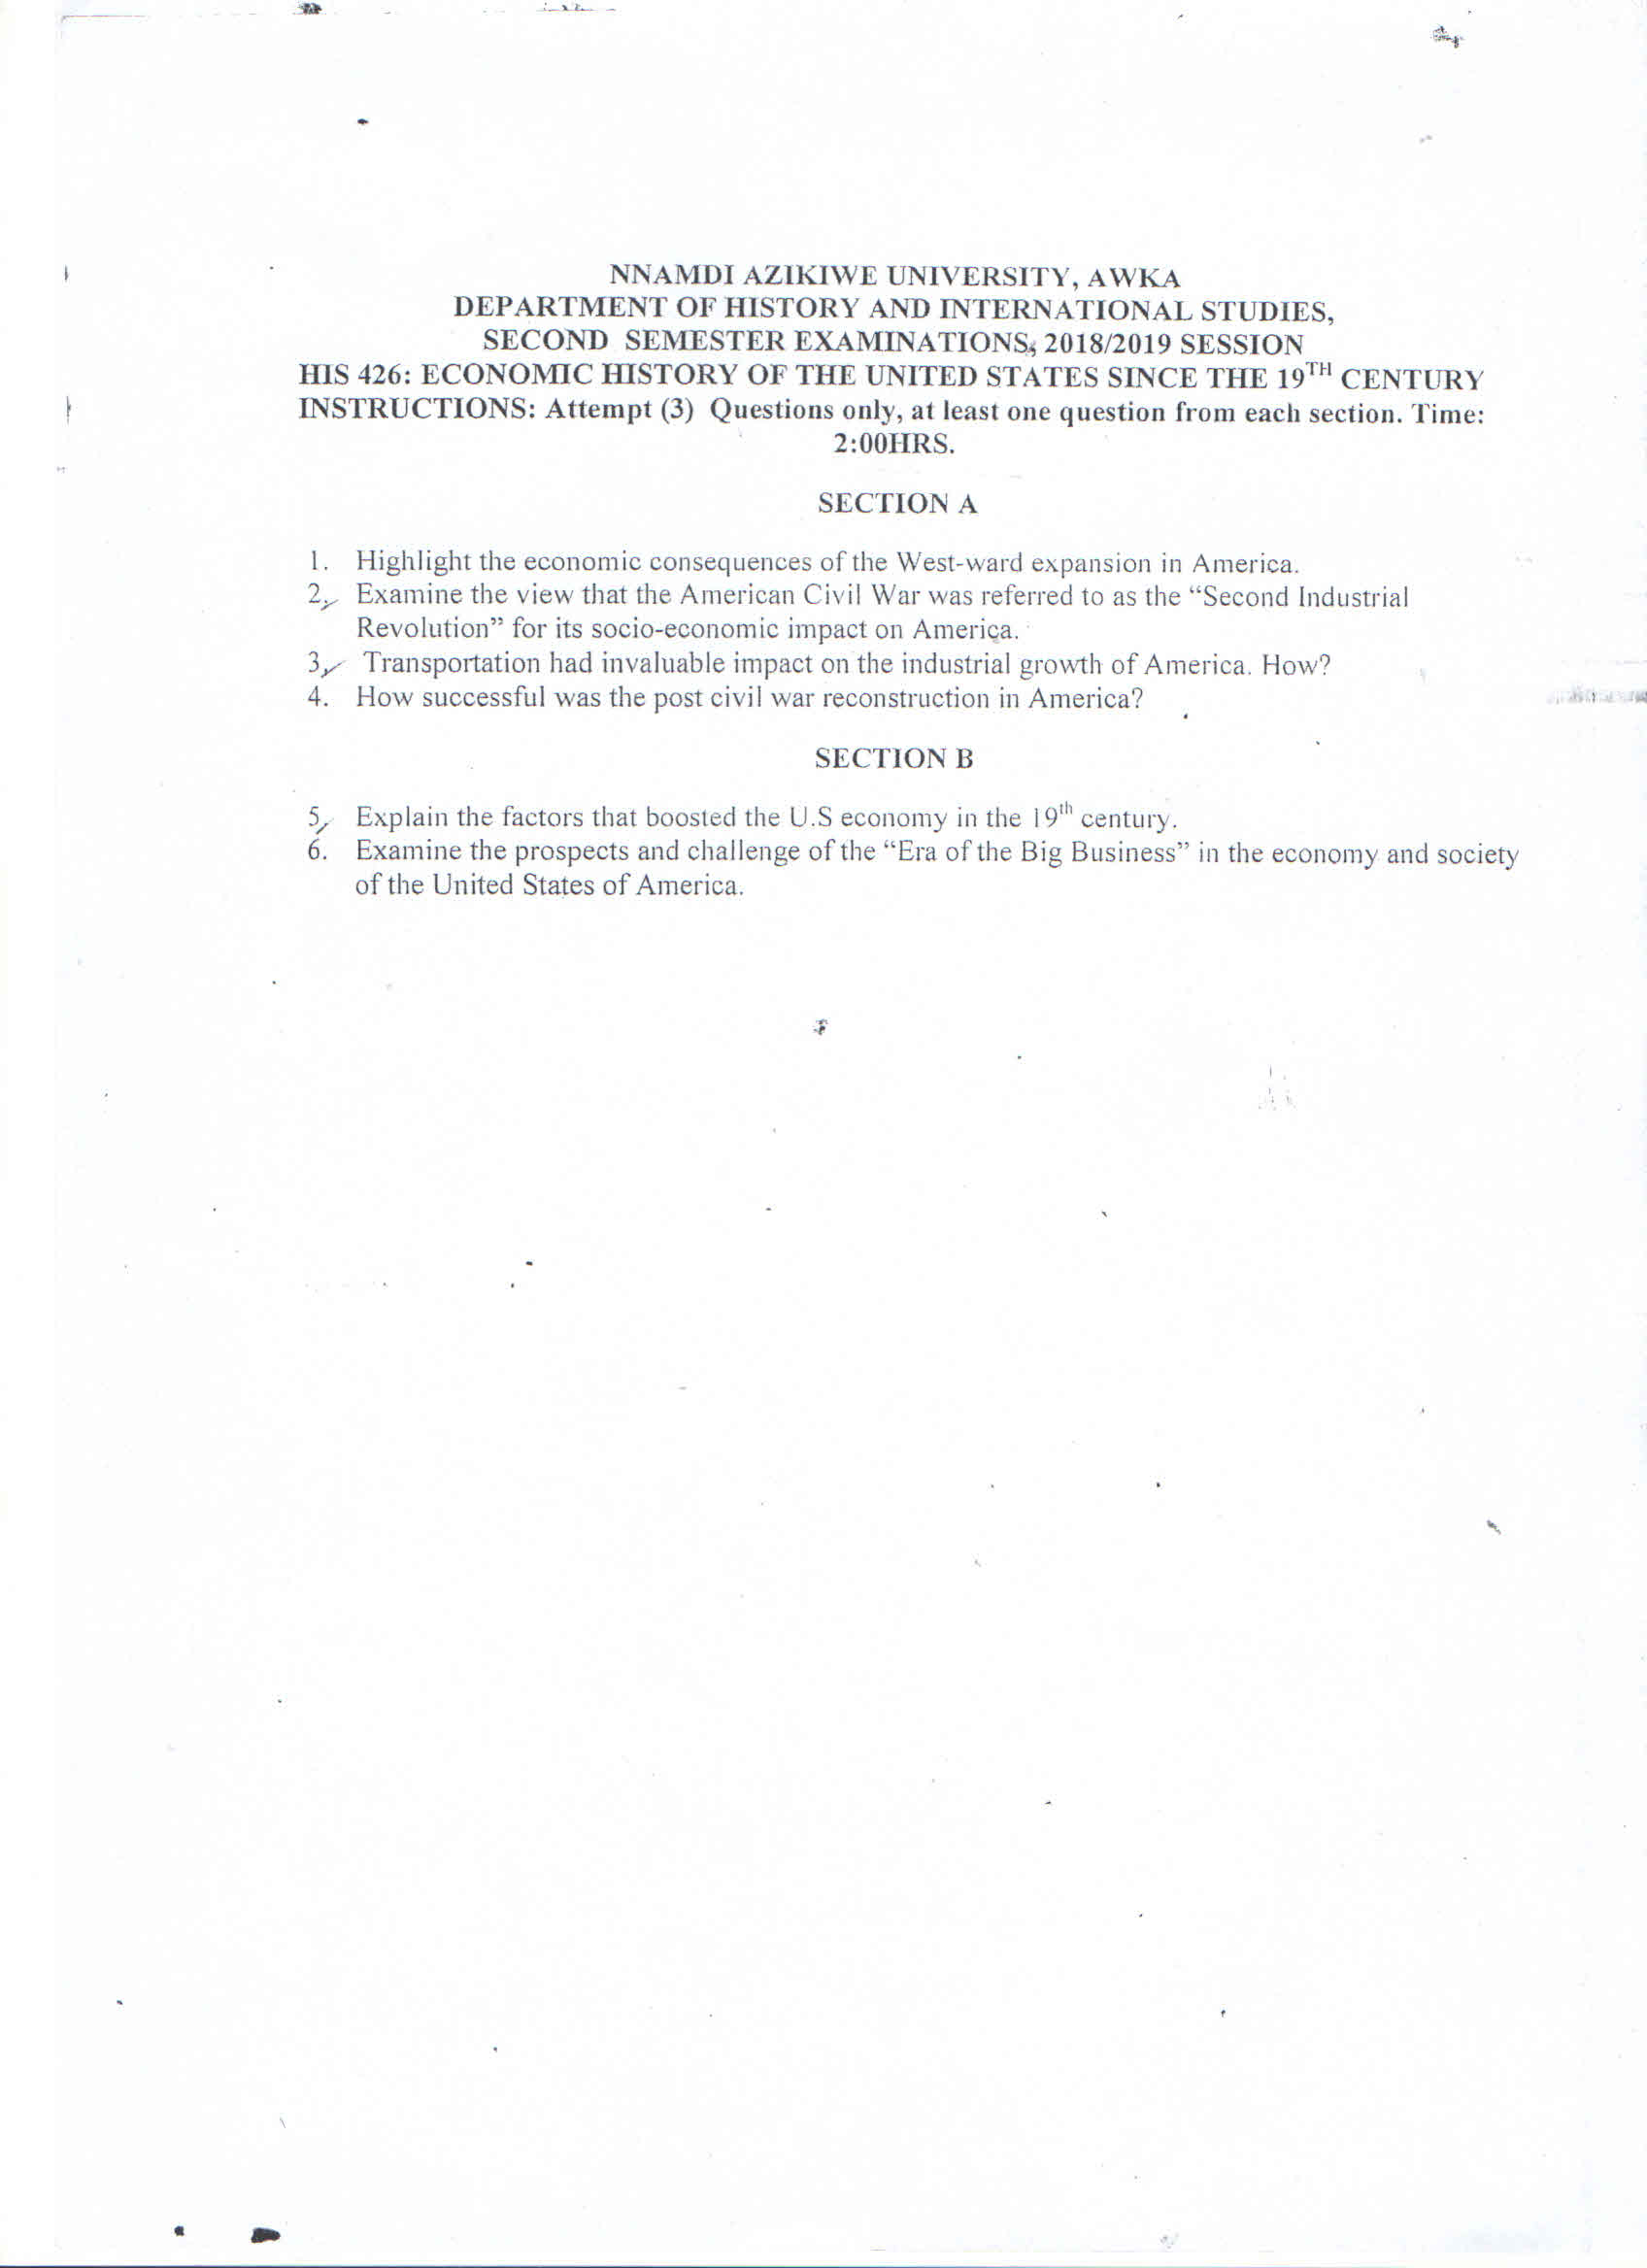 NNAMDI AZIKIWE UNIVERSITY, AWKA
DEPARTMENT OF HISTORY AND INTERNATIONAL STUDIES,
SECOND SEMESTER EXAMINATIONS, 2018/2019 SESSION
HIS 426: ECONOMIC HISTORY OF THE UNITED STATES SINCE THE 19TH CENTURY
INSTRUCTIONS: Attempt (3) Questions only, at least one question from each section. Time:
2:00HRS.
SECTION A
1. Highlight the economic consequences of the West-ward expansion in America.
2. Examine the view that the American Civil War was referred to as the “Second Industrial
Revolution” for its socio-economic impact on America.
3. Transportation had invaluable impact on the industrial growth of America. How?
4. How successful was the post civil war reconstruction in America?
SECTION B
5. Explain the factors that boosted the U.S economy in the 19th century.
6. Examine the prospects and challenge of the “Era of the Big Business” in the economy and society
of the United States of America.